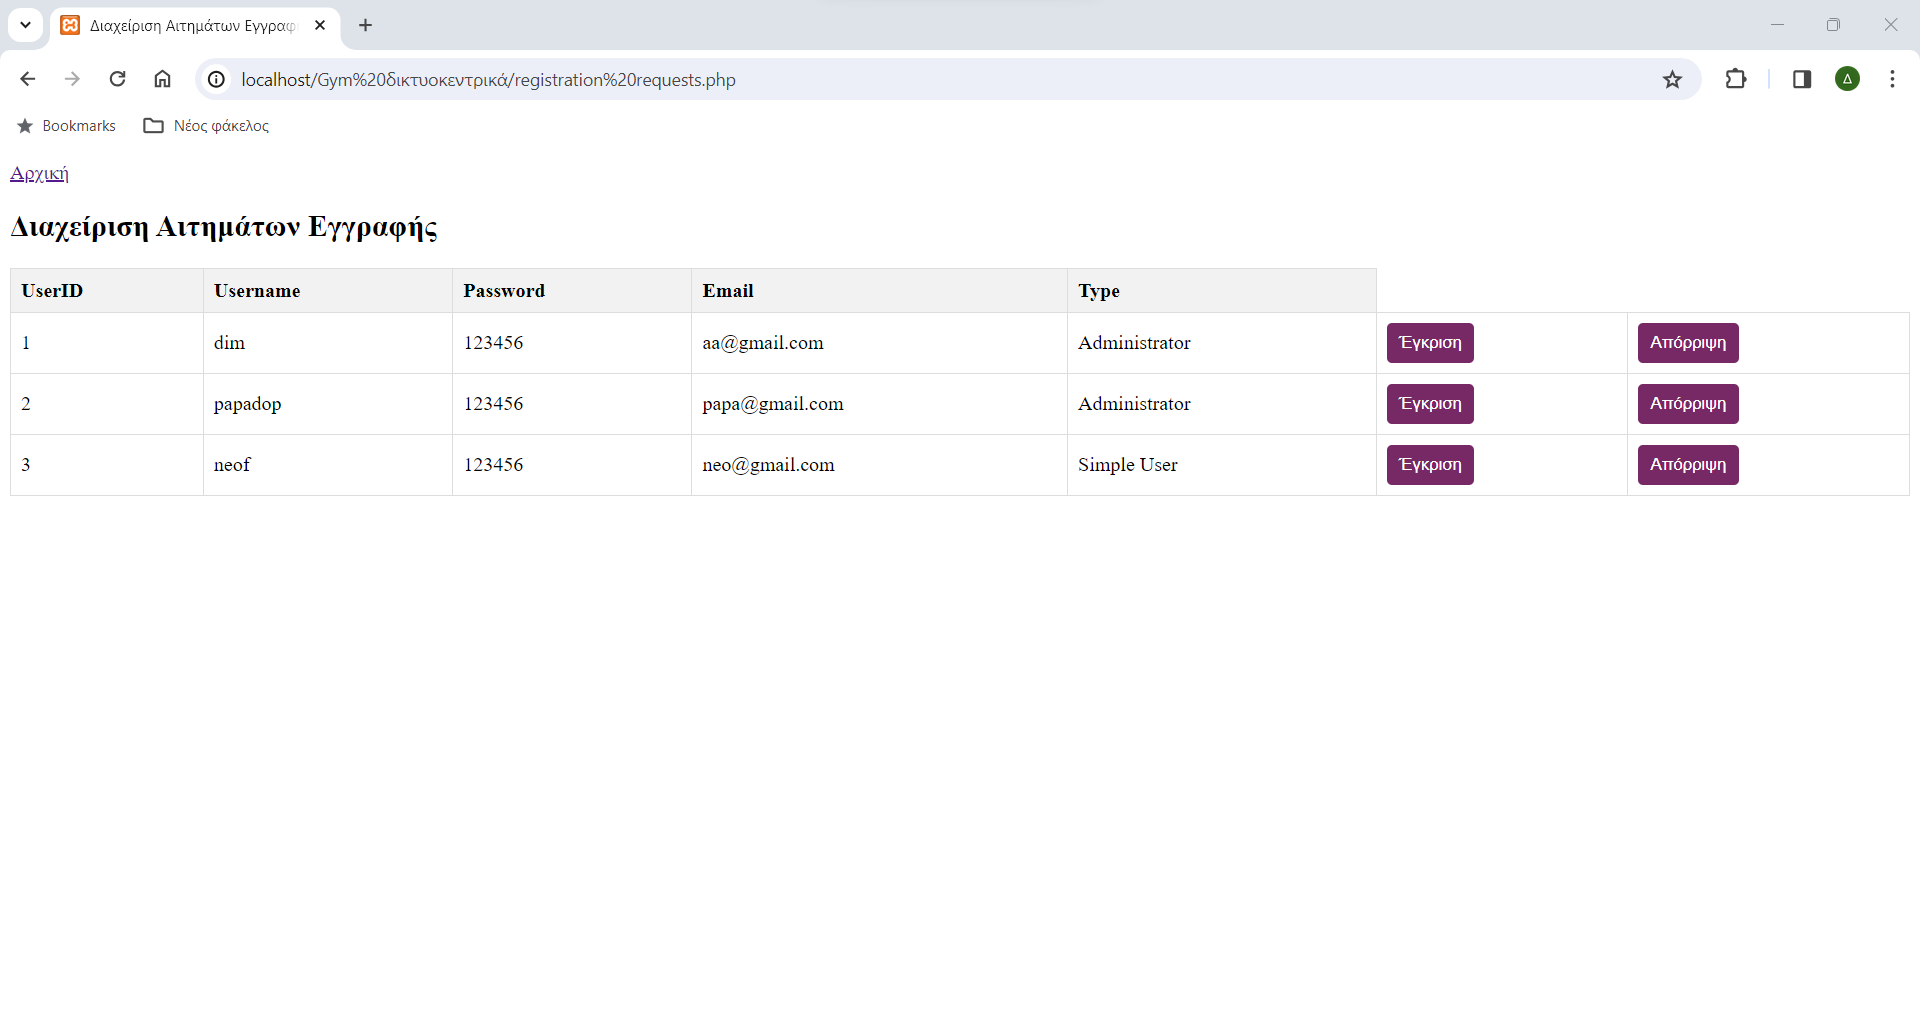 Διαχείριση Αιτημάτων Εγγραφ
localhost/Gym%20δικτυοκεντρικά/registration%20requests.php
Δ
Bookmarks Νέος φάκελος
Αρχική
Διαχείριση Αιτημάτων Εγγραφής
UserID Username Password Email Type
1 dim 123456 aa@gmail.com Administrator Έγκριση Απόρριψη
2 papadop 123456 papa@gmail.com Administrator Έγκριση Απόρριψη
3 neof 123456 neo@gmail.com Simple User Έγκριση Απόρριψη